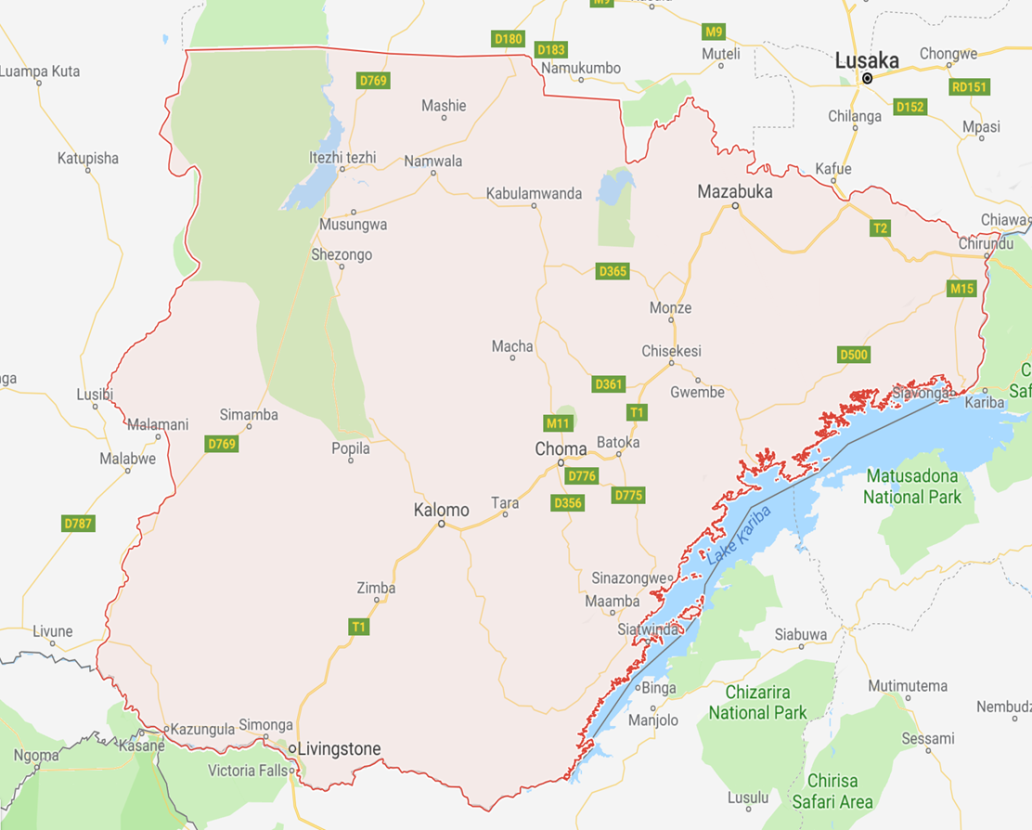 M9
D180
D183
M9
Muteli
Lusaka
Chongwe
Luampa Kuta
D769
Namukumbo
RD151
Mashie
D152
Chilanga
Mpasi
Katupisha
Itezhi tezhi
Namwala
Kafue
Kabulamwanda
Mazabuka
Musungwa
T2
Chiawa
Chirundu
Shezongo
D365
M15
Monze
Macha
Chisekesi
D500
D361
Gwembe
Siavonga
Kariba
Lusibi
Simamba
T1
Malamani
M11
Batoka
D769
Popila
Choma
Malabwe
D776
Matusadona
National Park
D775
D356
Tara
Kalomo
D787
Lake Kariba
Zimba
Sinazongwe
Maamba
T1
Siatwinda
Livune
Siabuwa
Binga
Mutimutema
Chizarira
National Park
Manjolo
Nembudz
Kazungula
Simonga
Kasane
Livingstone
Ngoma
Sessami
Victoria Falls
Chirisa
Safari Area
Lusulu